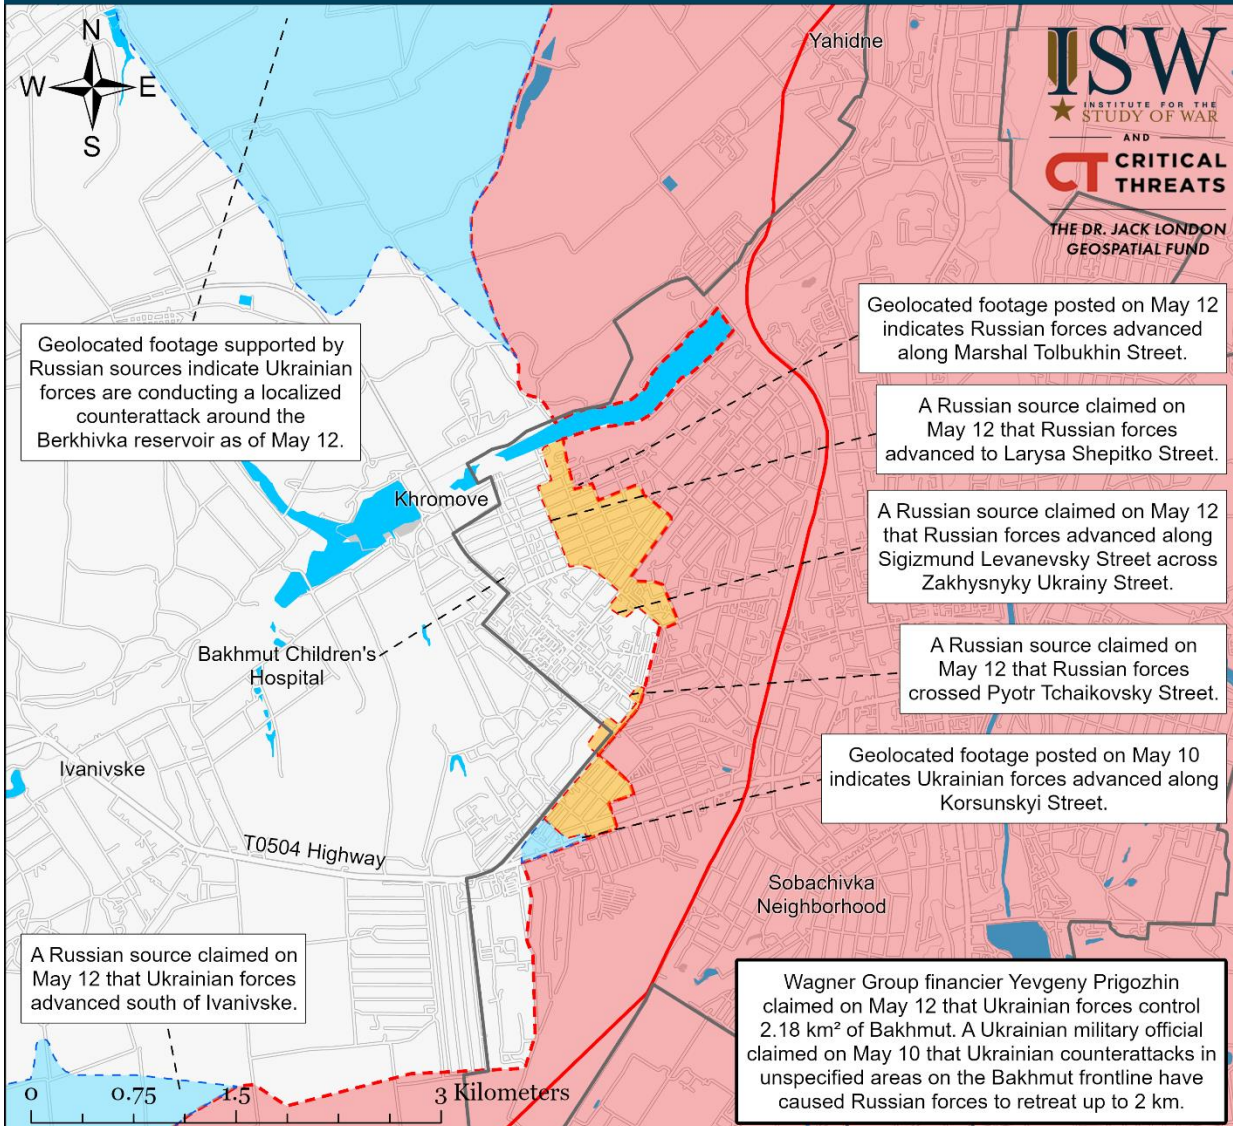 N
W
E
S
Yahidne
ISW
INSTITUTE FOR THE
STUDY OF WAR
AND
CT CRITICAL
THREATS
THE DR. JACK LONDON
GEOSPATIAL FUND
Geolocated footage supported by
Russian sources indicate Ukrainian
forces are conducting a localized
counterattack around the
Berkhivka reservoir as of May 12.
Geolocated footage posted on May 12
indicates Russian forces advanced
along Marshal Tolbukhin Street.
A Russian source claimed on
May 12 that Russian forces
advanced to Larysa Shepitko Street.
Khromove
A Russian source claimed on May 12
that Russian forces advanced along
Sigizmund Levanevsky Street across
Zakhysnyky Ukrainy Street.
Bakhmut Children's
Hospital
A Russian source claimed on
May 12 that Russian forces
crossed Pyotr Tchaikovsky Street.
Ivanivske
Geolocated footage posted on May 10
indicates Ukrainian forces advanced along
Korsunskyi Street.
T0504 Highway
Sobachivka
Neighborhood
A Russian source claimed on
May 12 that Ukrainian forces
advanced south of Ivanivske.
Wagner Group financier Yevgeny Prigozhin
claimed on May 12 that Ukrainian forces control
2.18 km² of Bakhmut. A Ukrainian military official
claimed on May 10 that Ukrainian counterattacks in
unspecified areas on the Bakhmut frontline have
caused Russian forces to retreat up to 2 km.
0 0.75 1.5 3 Kilometers